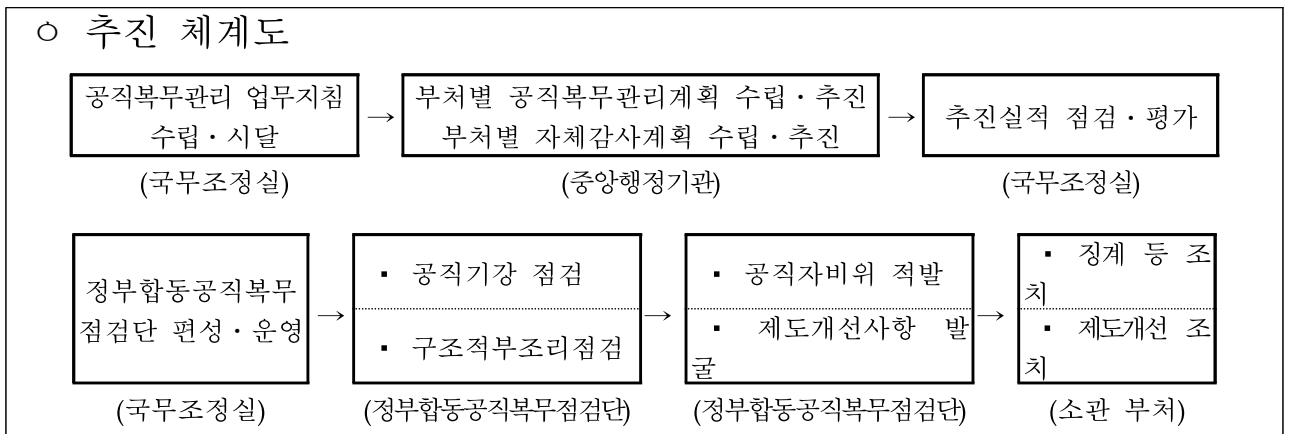 ㅇ 추진 체계도
공직복무관리 업무지침
수립·시달
→
부처별 공직복무관리계획 수립·추진
부처별 자체감사계획 수립·추진
→
추진실적 점검·평가
(국무조정실)
(중앙행정기관)
(국무조정실)
정부합동공직복무
점검단 편성·운영
→
▪ 공직기강 점검
▪ 구조적부조리점검
→
▪ 공직자비위 적발
▪ 제도개선사항 발
굴
→
▪ 징계 등 조
치
▪ 제도개선 조
치
(국무조정실)
(정부합동공직복무점검단)
(정부합동공직복무점검단)
(소관 부처)